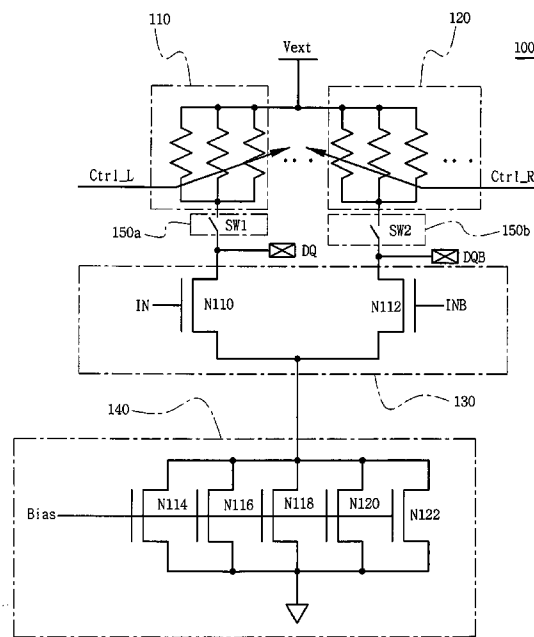 110
120
100
Vext
Ctrl_L
Ctrl_R
150a
SW1
SW2
150b
DQ
DQB
IN
N110
N112
INB
140
130
Bias
N114
N116
N118
N120
N122